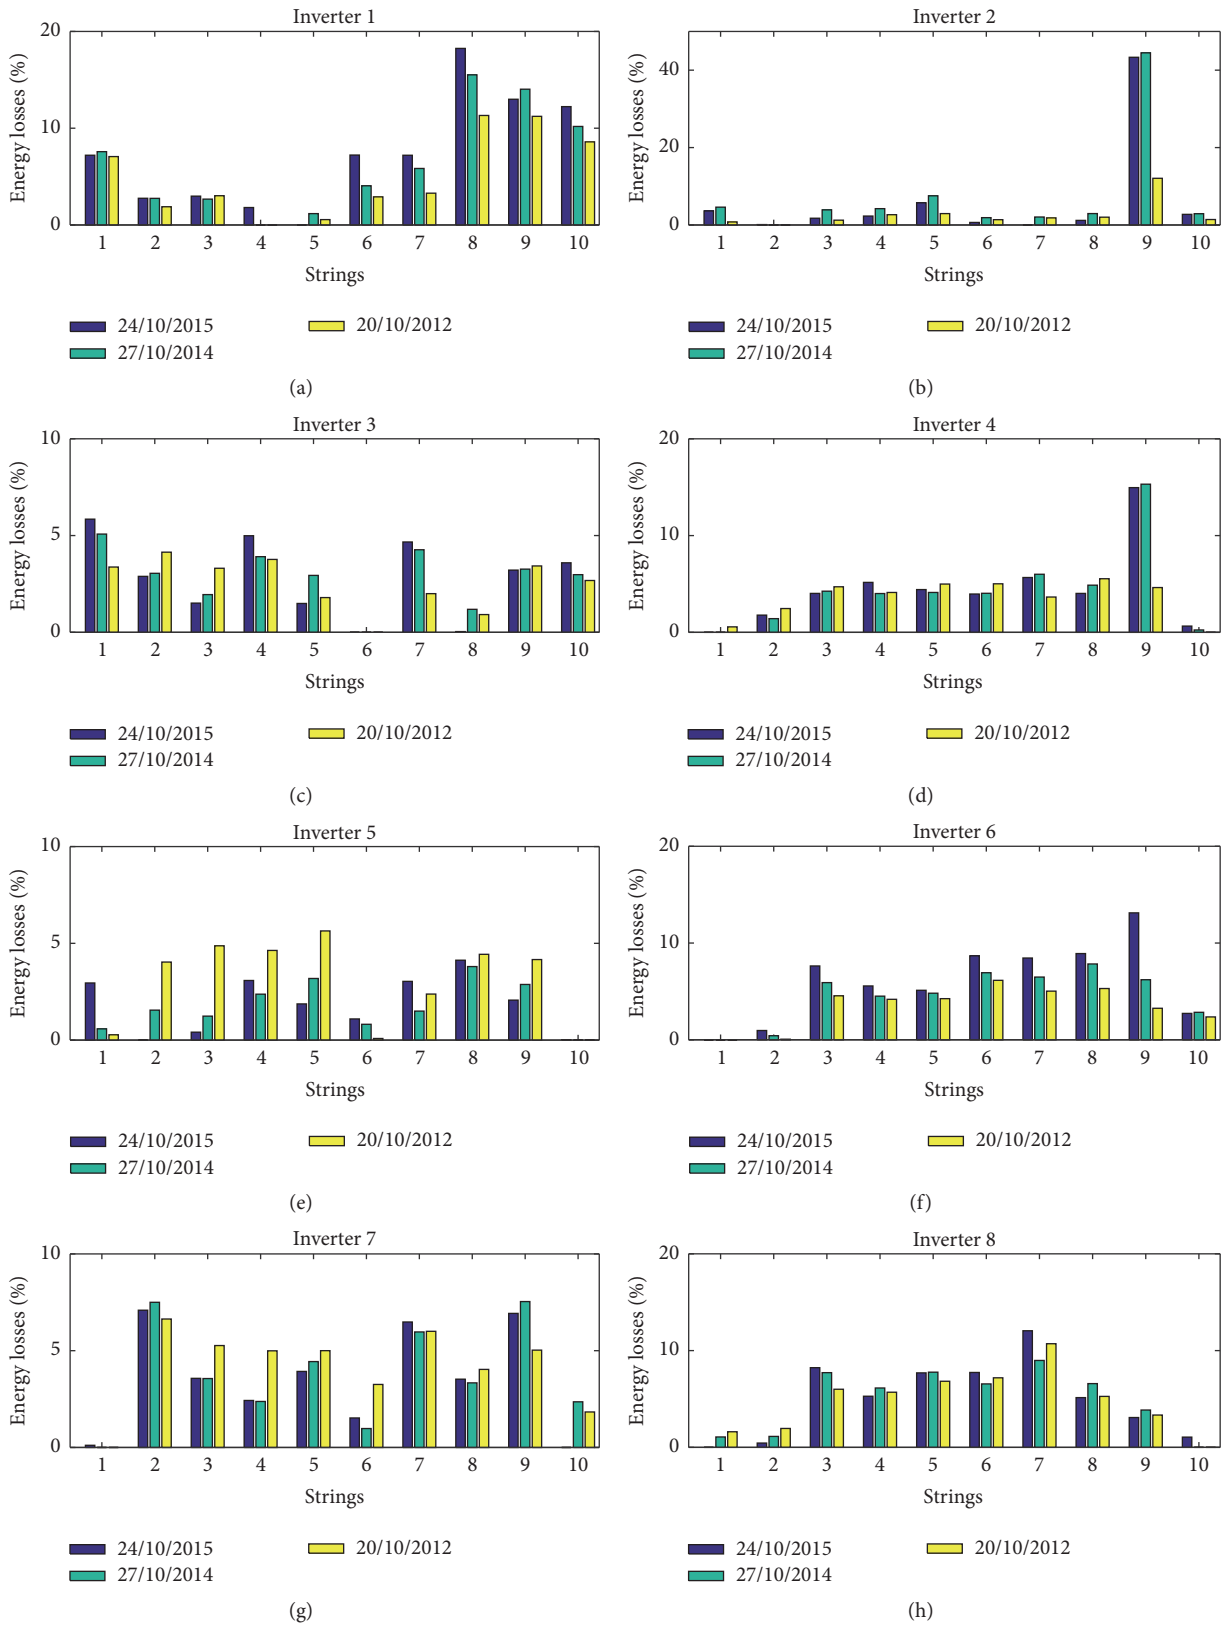 Inverter 1
Energy losses (%)
20
10
0
1 2 3 4 5 6 7 8 9 10
Strings
24/10/2015
27/10/2014
20/10/2012
(a)
Inverter 2
Energy losses (%)
40
20
0
1 2 3 4 5 6 7 8 9 10
Strings
24/10/2015
27/10/2014
20/10/2012
(b)
Inverter 3
Energy losses (%)
10
5
0
1 2 3 4 5 6 7 8 9 10
Strings
24/10/2015
27/10/2014
20/10/2012
(c)
Inverter 4
Energy losses (%)
20
10
0
1 2 3 4 5 6 7 8 9 10
Strings
24/10/2015
27/10/2014
20/10/2012
(d)
Inverter 5
Energy losses (%)
10
5
0
1 2 3 4 5 6 7 8 9 10
Strings
24/10/2015
27/10/2014
20/10/2012
(e)
Inverter 6
Energy losses (%)
20
10
0
1 2 3 4 5 6 7 8 9 10
Strings
24/10/2015
27/10/2014
20/10/2012
(f)
Inverter 7
Energy losses (%)
10
5
0
1 2 3 4 5 6 7 8 9 10
Strings
24/10/2015
27/10/2014
20/10/2012
(g)
Inverter 8
Energy losses (%)
20
10
0
1 2 3 4 5 6 7 8 9 10
Strings
24/10/2015
27/10/2014
20/10/2012
(h)